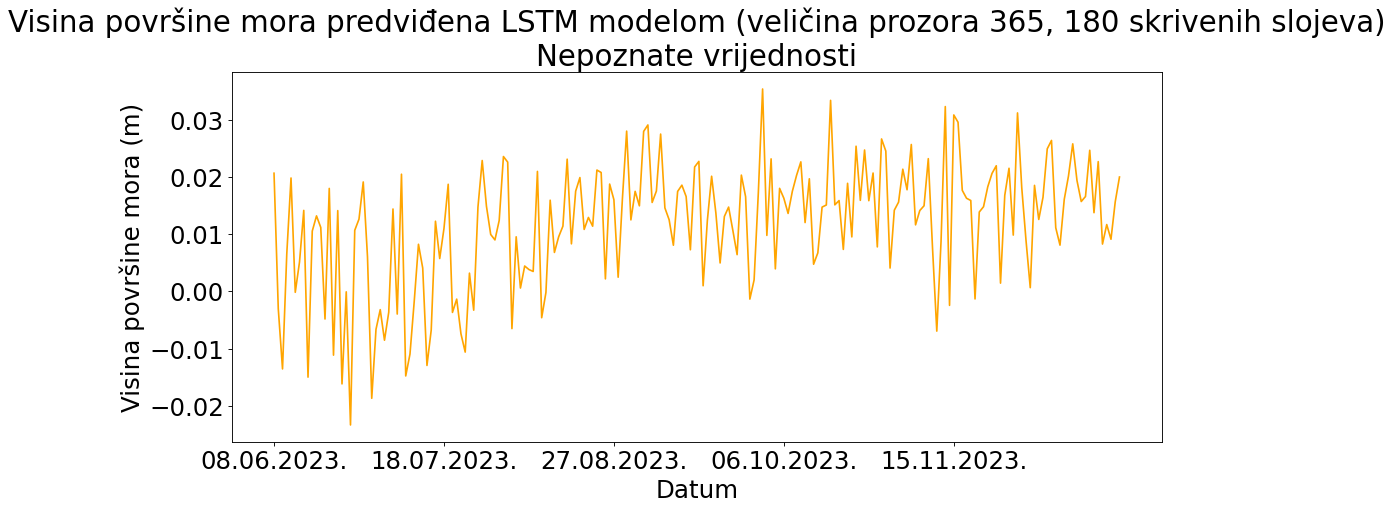 Visina površine mora predviđena LSTM modelom (veličina prozora 365, 180 skrivenih slojeva)
Nepoznate vrijednosti
Visina površine mora (m)
0.03
0.02
0.01
0.00
−0.01
−0.02
08.06.2023. 18.07.2023. 27.08.2023. 06.10.2023. 15.11.2023.
Datum